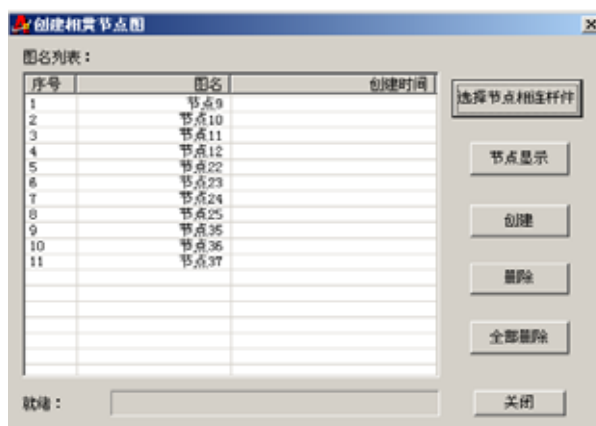 创建相贯节点图
图名列表：
序号 图名 创建时间
1 节点9
2 节点10
3 节点11
4 节点12
5 节点22
6 节点23
7 节点24
8 节点25
9 节点35
10 节点36
11 节点37
选择节点相连杆件
节点显示
创建
删除
全部删除
就绪：
关闭